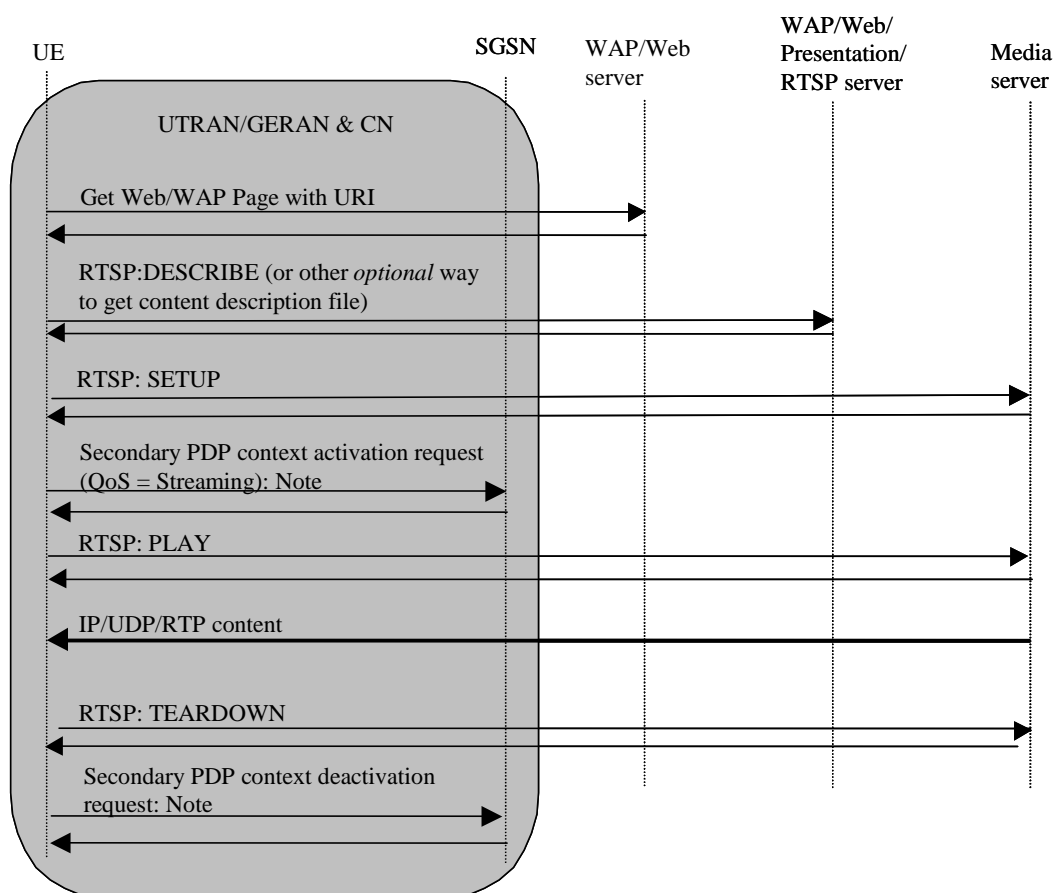 UE
SGSN
WAP/Web
server
WAP/Web/
Presentation/
RTSP server
Media
server
UTRAN/GERAN & CN
Get Web/WAP Page with URI
RTSP:DESCRIBE (or other optional way
to get content description file)
RTSP: SETUP
Secondary PDP context activation request
(QoS = Streaming): Note
RTSP: PLAY
IP/UDP/RTP content
RTSP: TEARDOWN
Secondary PDP context deactivation
request: Note